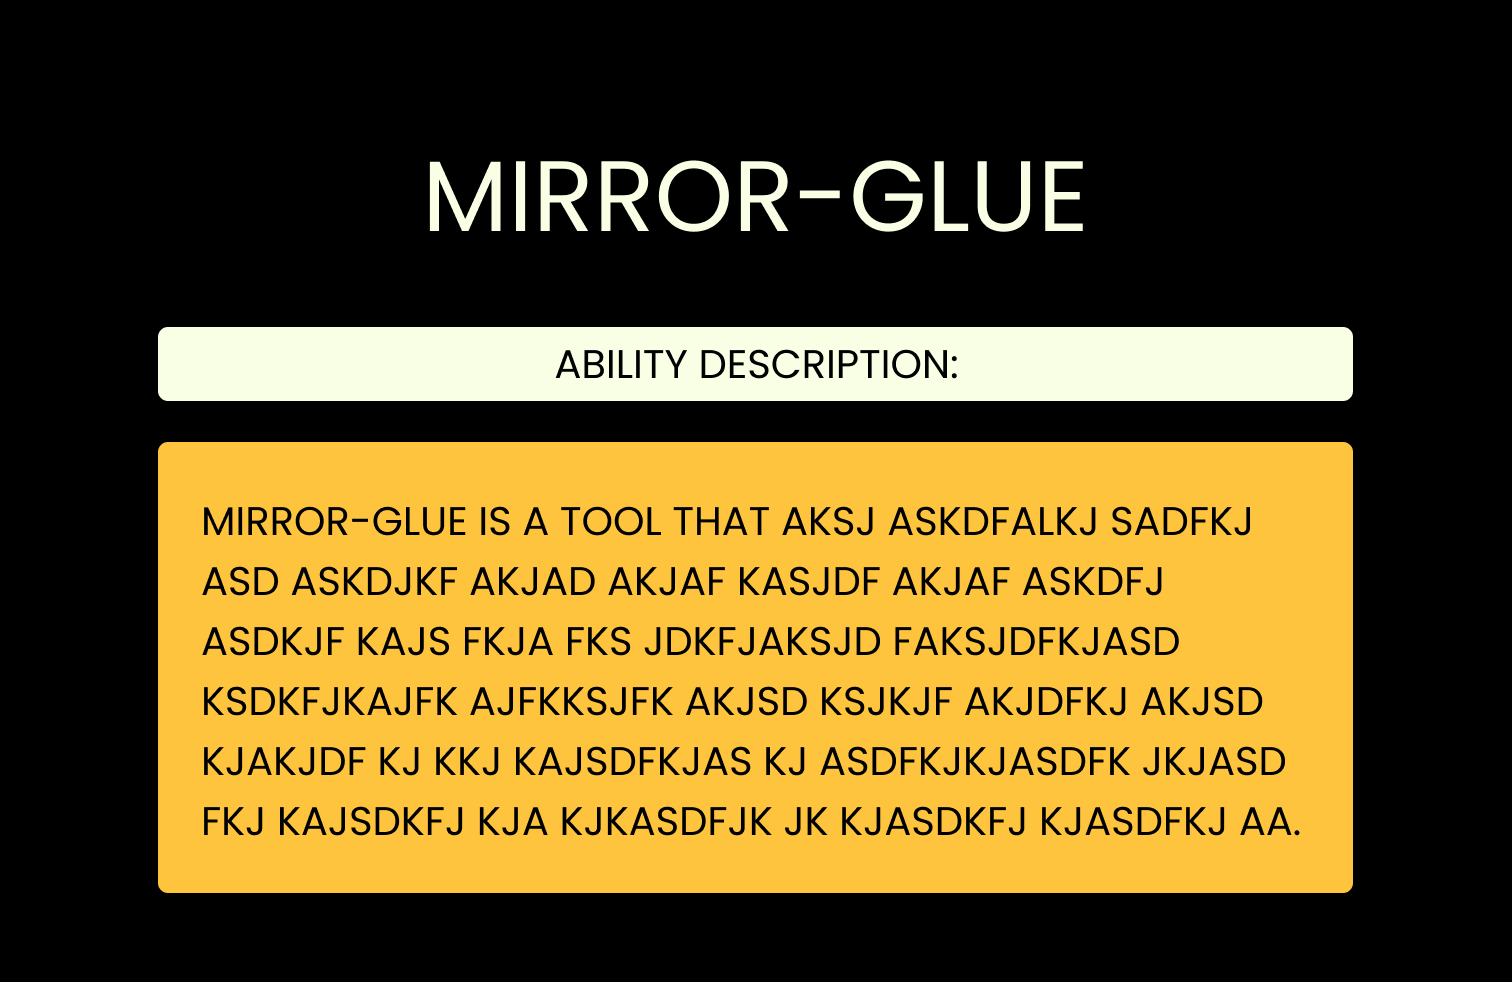 MIRROR-GLUE
ABILITY DESCRIPTION:
MIRROR-GLUE IS A TOOL THAT AKSJ ASKDFALKJ SADFKJ
ASD ASKDJKF AKJAD AKJAF KASJDF AKJAF ASKDFJ
ASDKJF KAJS FKJA FKS JDKFJAKSJD FAKSJDFKJASD
KSDKFJKAJFK AJFKKSJFK AKJSD KSJKJF AKJDFKJ AKJSD
KJAKJDF KJ KKJ KAJSDFKJAS KJ ASDFKJKJASDFK JKJASD
FKJ KAJSDKFJ KJA KJKASDFJK JK KJASDKFJ KJASDFKJ AA.